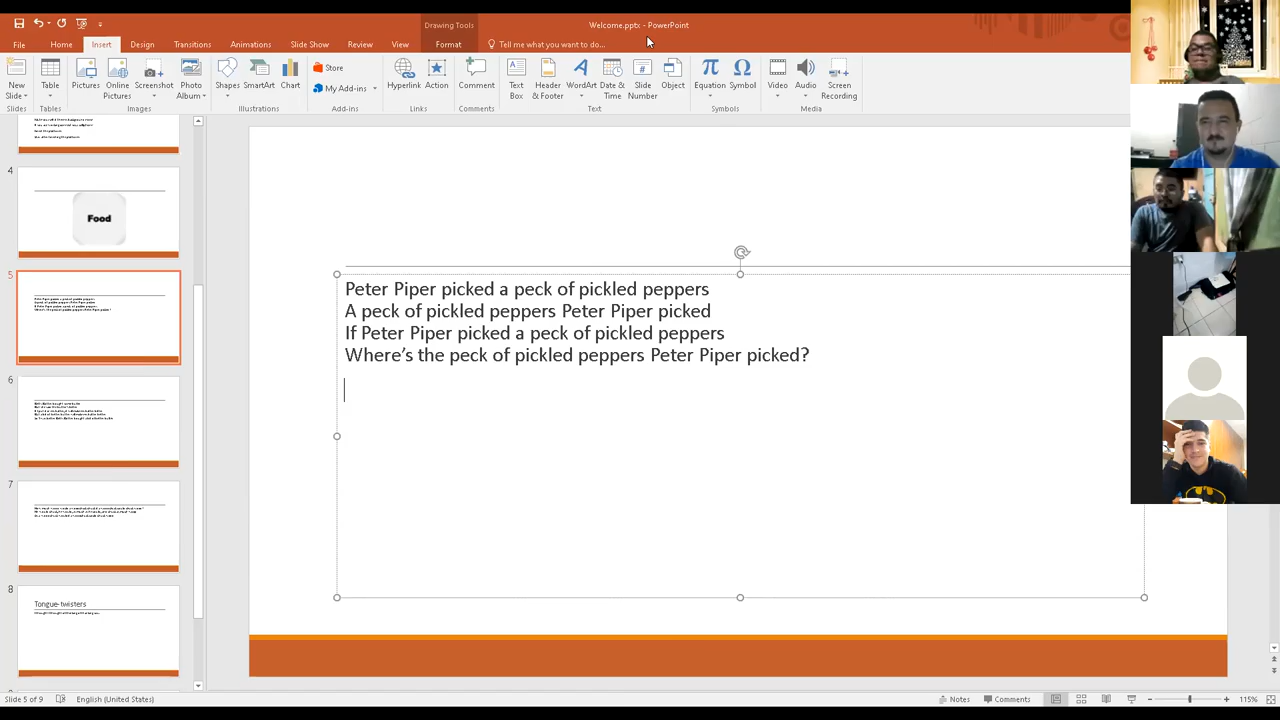 Drawing Tools
Welcome.pptx - PowerPoint
File Home Insert Design Transitions Animations Slide Show Review View Format Tell me what you want to do...
New Slide Table Pictures Online Pictures Screenshot Photo Album Shapes SmartArt Chart Store My Add-ins Hyperlink Action Comment Text Box Header & Footer WordArt Date & Time Slide Number Object Equation Symbol Video Audio Screen Recording
Slides Tables Images Illustrations Add-ins Links Comments Text Symbols Media
4
Food
5
6
7
8
Tongue-twisters
Peter Piper picked a peck of pickled peppers
A peck of pickled peppers Peter Piper picked
If Peter Piper picked a peck of pickled peppers
Where's the peck of pickled peppers Peter Piper picked?
Slide 5 of 9 English (United States) Notes Comments 115%